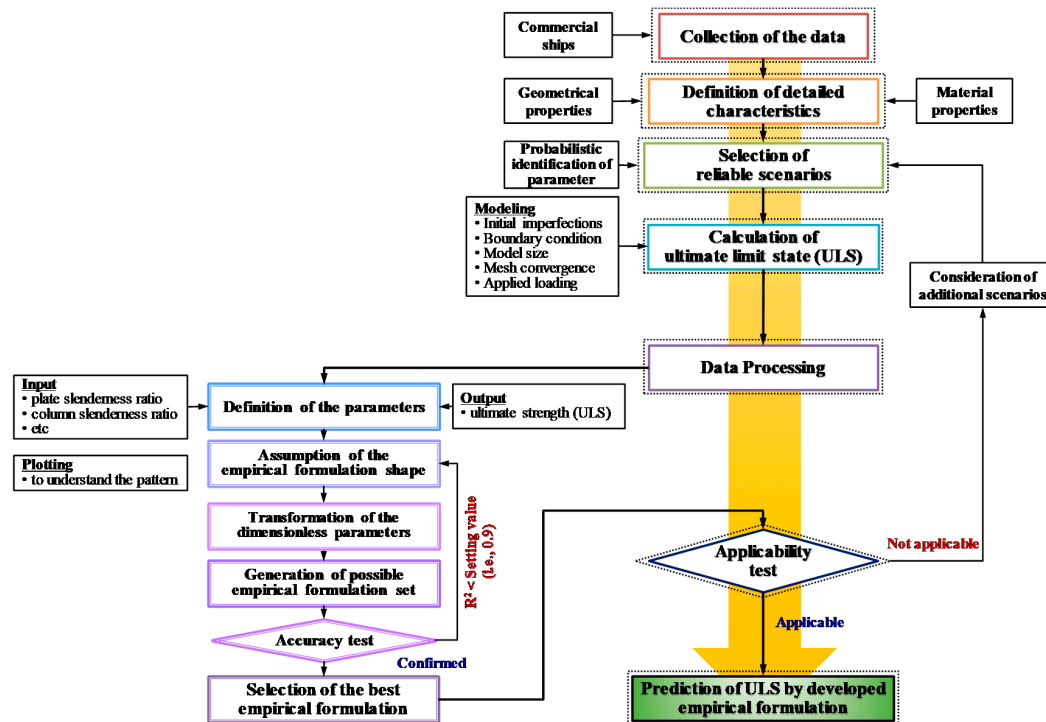 Commercial
ships
Collection of the data
Geometrical
properties
Definition of detailed
characteristics
Material
properties
Probabilistic
identification of
parameter
Selection of
reliable scenarios
Modeling
• Initial imperfections
• Boundary condition
• Model size
• Mesh convergence
• Applied loading
Calculation of
ultimate limit state (ULS)
Consideration of
additional scenarios
Data Processing
Input
• plate slenderness ratio
• column slenderness ratio
• etc
Definition of the parameters
Output
• ultimate strength (ULS)
Plotting
• to understand the pattern
Assumption of the
empirical formulation shape
Transformation of the
dimensionless parameters
Generation of possible
empirical formulation set
R² < Setting value
(i.e., 0.9)
Accuracy test
Confirmed
Selection of the best
empirical formulation
Applicability
test
Not applicable
Applicable
Prediction of ULS by developed
empirical formulation